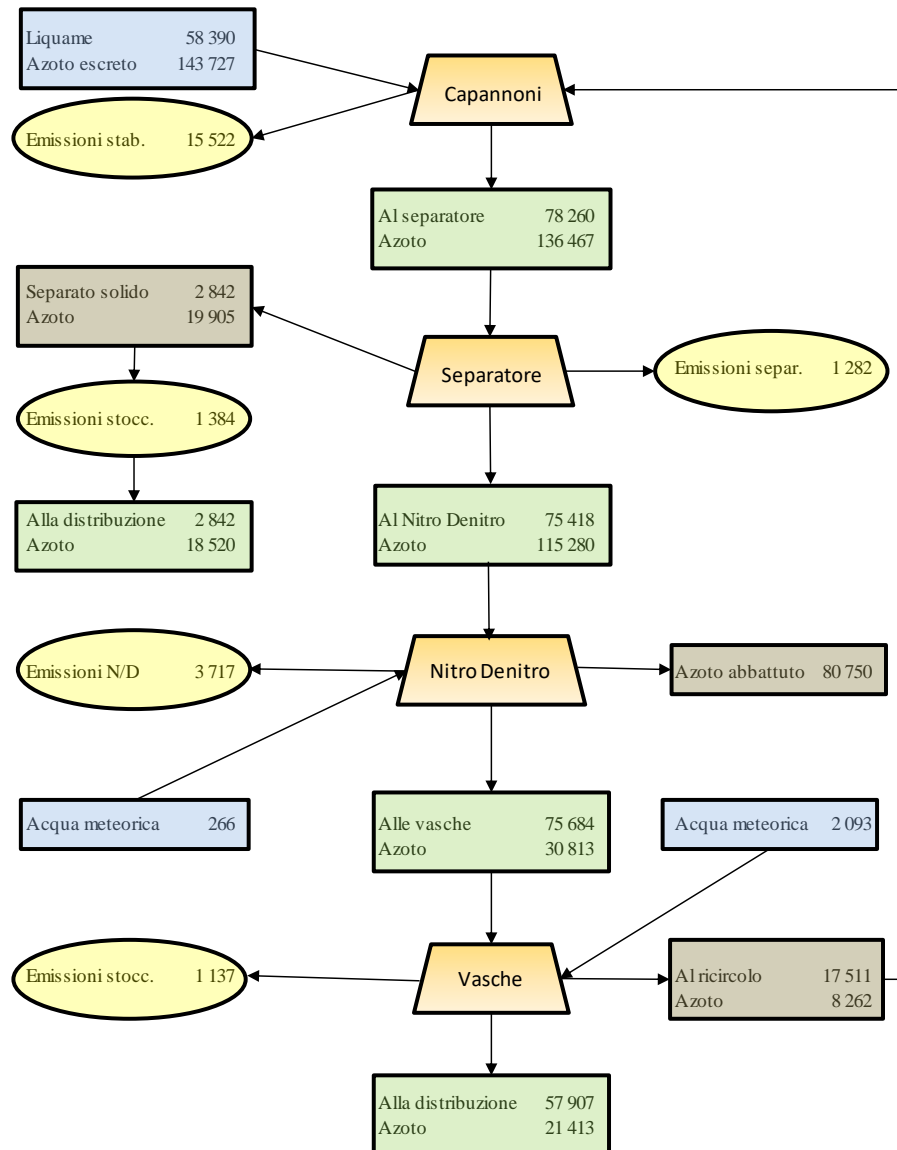 Liquame 58 390
Azoto escreto 143 727
Capannoni
Emissioni stab. 15 522
Al separatore 78 260
Azoto 136 467
Separato solido 2 842
Azoto 19 905
Separatore
Emissioni separ. 1 282
Emissioni stocc. 1 384
Alla distribuzione 2 842
Azoto 18 520
Al Nitro Denitro 75 418
Azoto 115 280
Emissioni N/D 3 717
Nitro Denitro
Azoto abbattuto 80 750
Acqua meteorica 266
Alle vasche 75 684
Azoto 30 813
Acqua meteorica 2 093
Emissioni stocc. 1 137
Vasche
Al ricircolo 17 511
Azoto 8 262
Alla distribuzione 57 907
Azoto 21 413